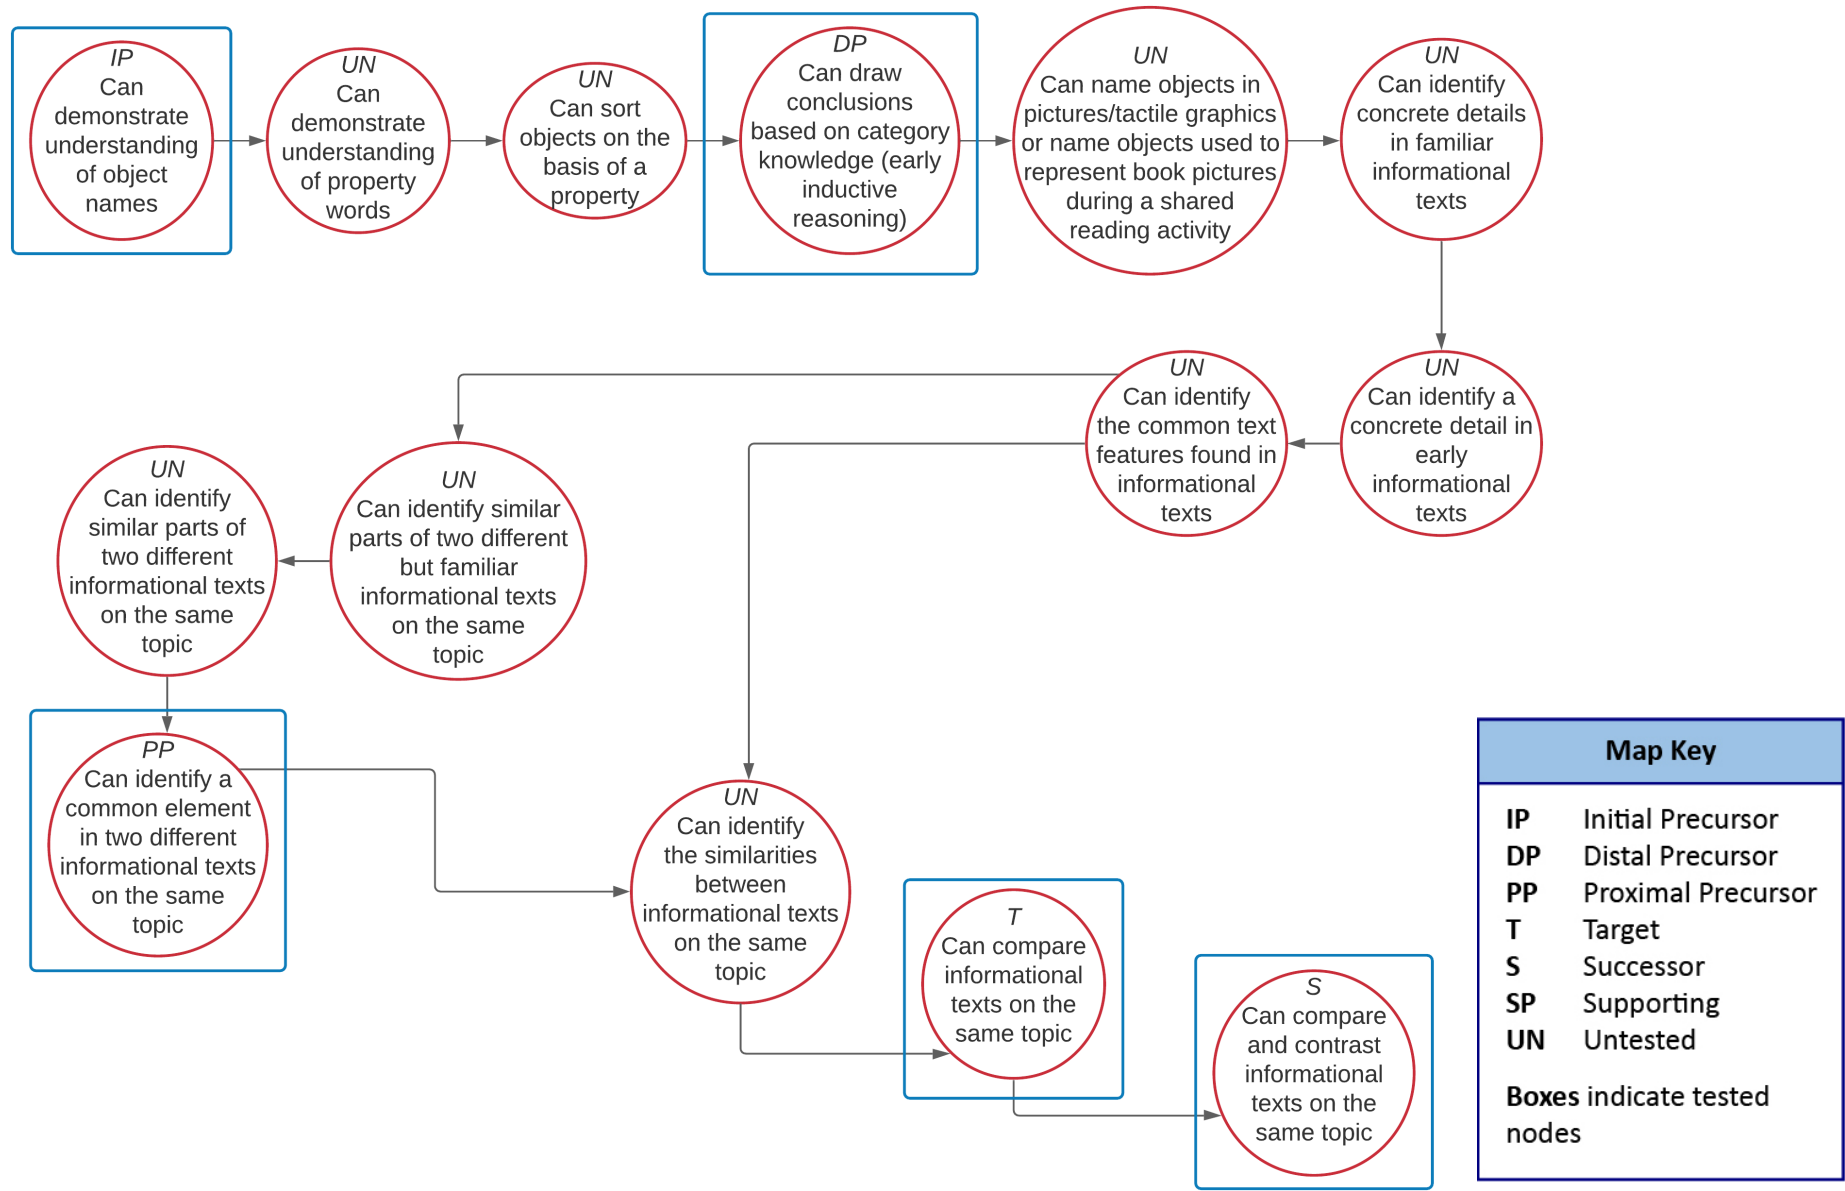 IP
Can
demonstrate
understanding
of object
names
UN
Can
demonstrate
understanding
of property
words
UN
Can sort
objects on the
basis of a
property
DP
Can draw
conclusions
based on category
knowledge (early
inductive
reasoning)
UN
Can name objects in
pictures/tactile graphics
or name objects used to
represent book pictures
during a shared
reading activity
UN
Can identify
concrete details
in familiar
informational
texts
UN
Can identify a
concrete detail in
early
informational
texts
UN
Can identify
the common text
features found in
informational
texts
UN
Can identify similar
parts of two different
but familiar
informational texts
on the same
topic
UN
Can identify
similar parts of
two different
informational texts
on the same
topic
PP
Can identify a
common element
in two different
informational texts
on the same
topic
UN
Can identify
the similarities
between
informational texts
on the same
topic
T
Can compare
informational
texts on the
same topic
S
Can compare
and contrast
informational
texts on the
same topic
Map Key
IP Initial Precursor
DP Distal Precursor
PP Proximal Precursor
T Target
S Successor
SP Supporting
UN Untested
Boxes indicate tested
nodes